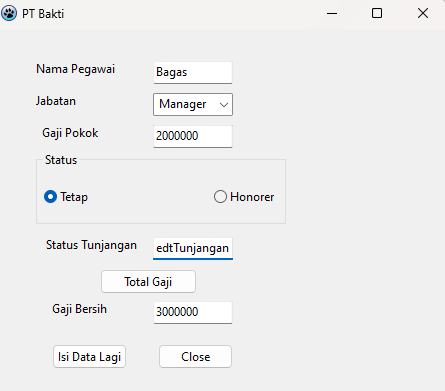 PT Bakti
Nama Pegawai Bagas
Jabatan Manager
Gaji Pokok 2000000
Status
Tetap Honorer
Status Tunjangan edtTunjangan
Total Gaji
Gaji Bersih 3000000
Isi Data Lagi Close